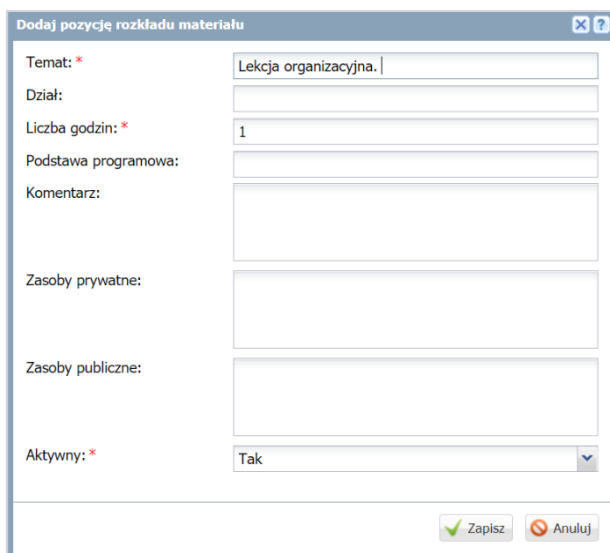 Dodaj pozycję rozkładu materiału
Temat: * Lekcja organizacyjna.
Dział:
Liczba godzin: * 1
Podstawa programowa:
Komentarz:
Zasoby prywatne:
Zasoby publiczne:
Aktywny: * Tak
Zapisz Anuluj